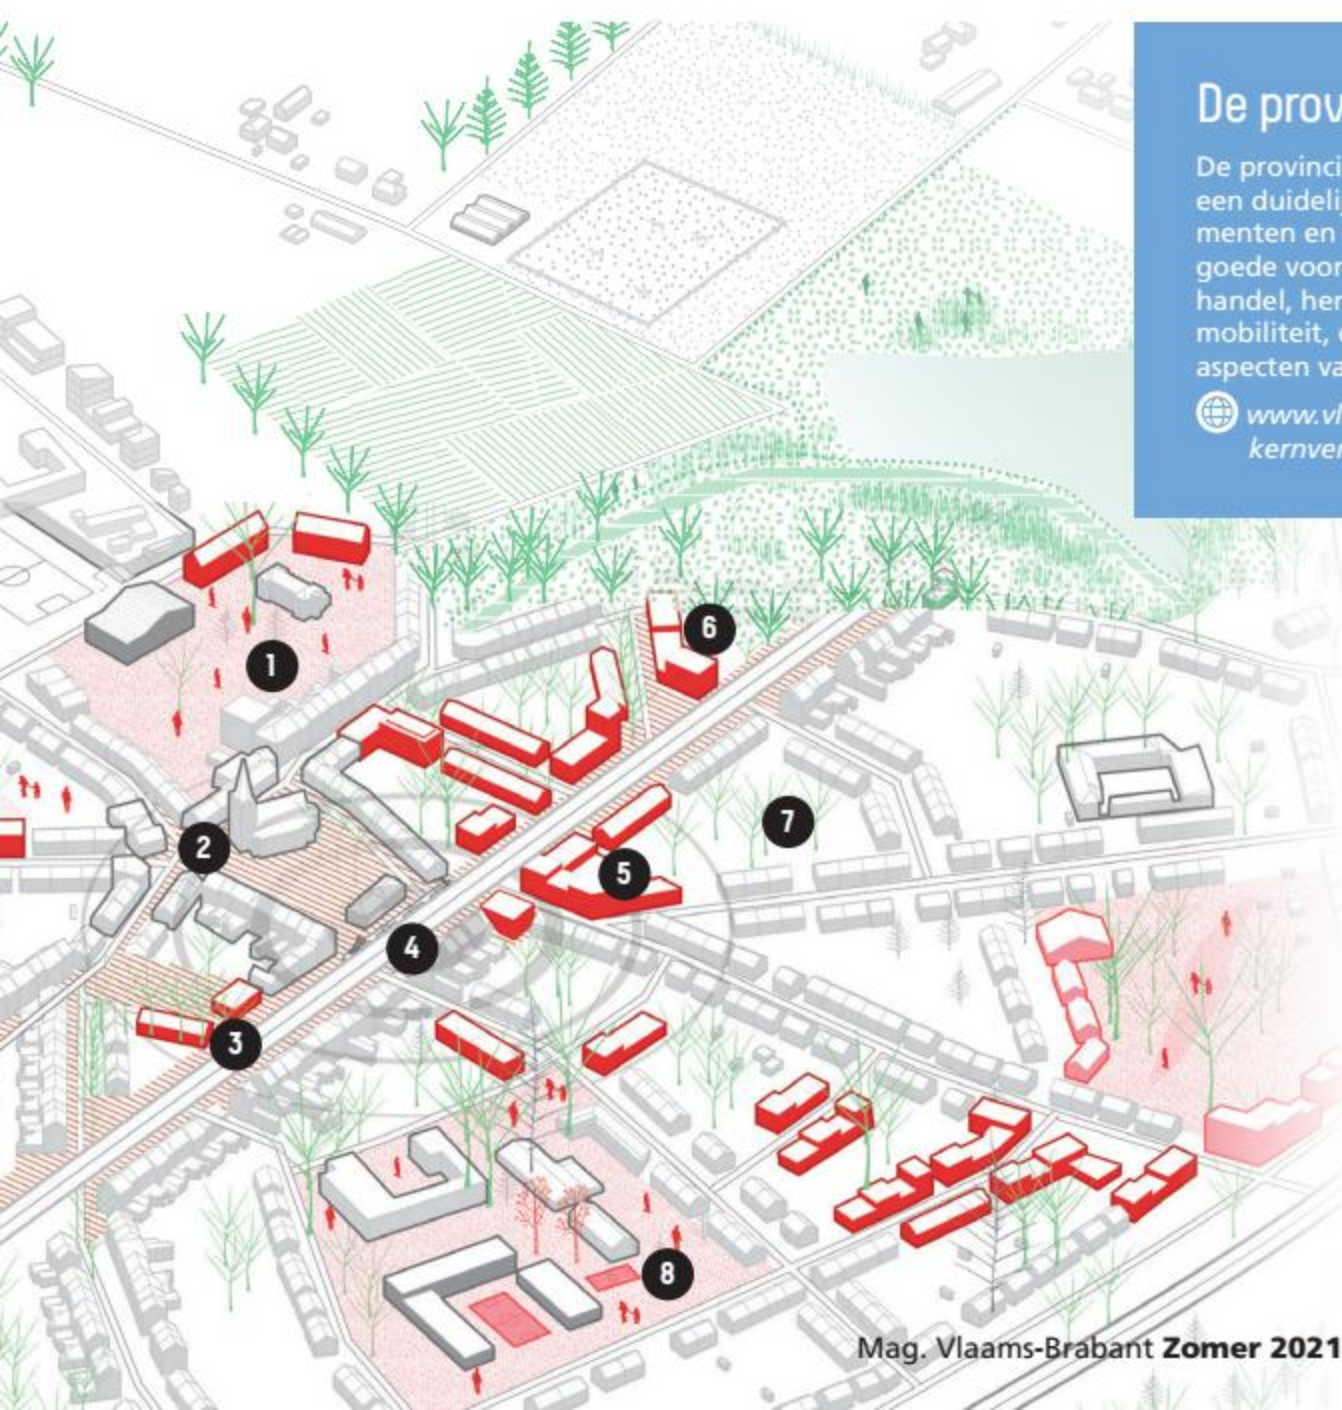 De prov
De provinci
een duidelij
menten en
goede voor
handel, her
mobiliteit,
aspecten va
www.vl
kernver
6
1
7
2
5
4
3
8
Mag. Vlaams-Brabant Zomer 2021